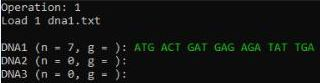 Operation: 1
Load 1 dna1.txt
DNA1 (n = 7, g = ): ATG ACT GAT GAG AGA TAT TGA
DNA2 (n = 0, g = ):
DNA3 (n = 0, g = ):